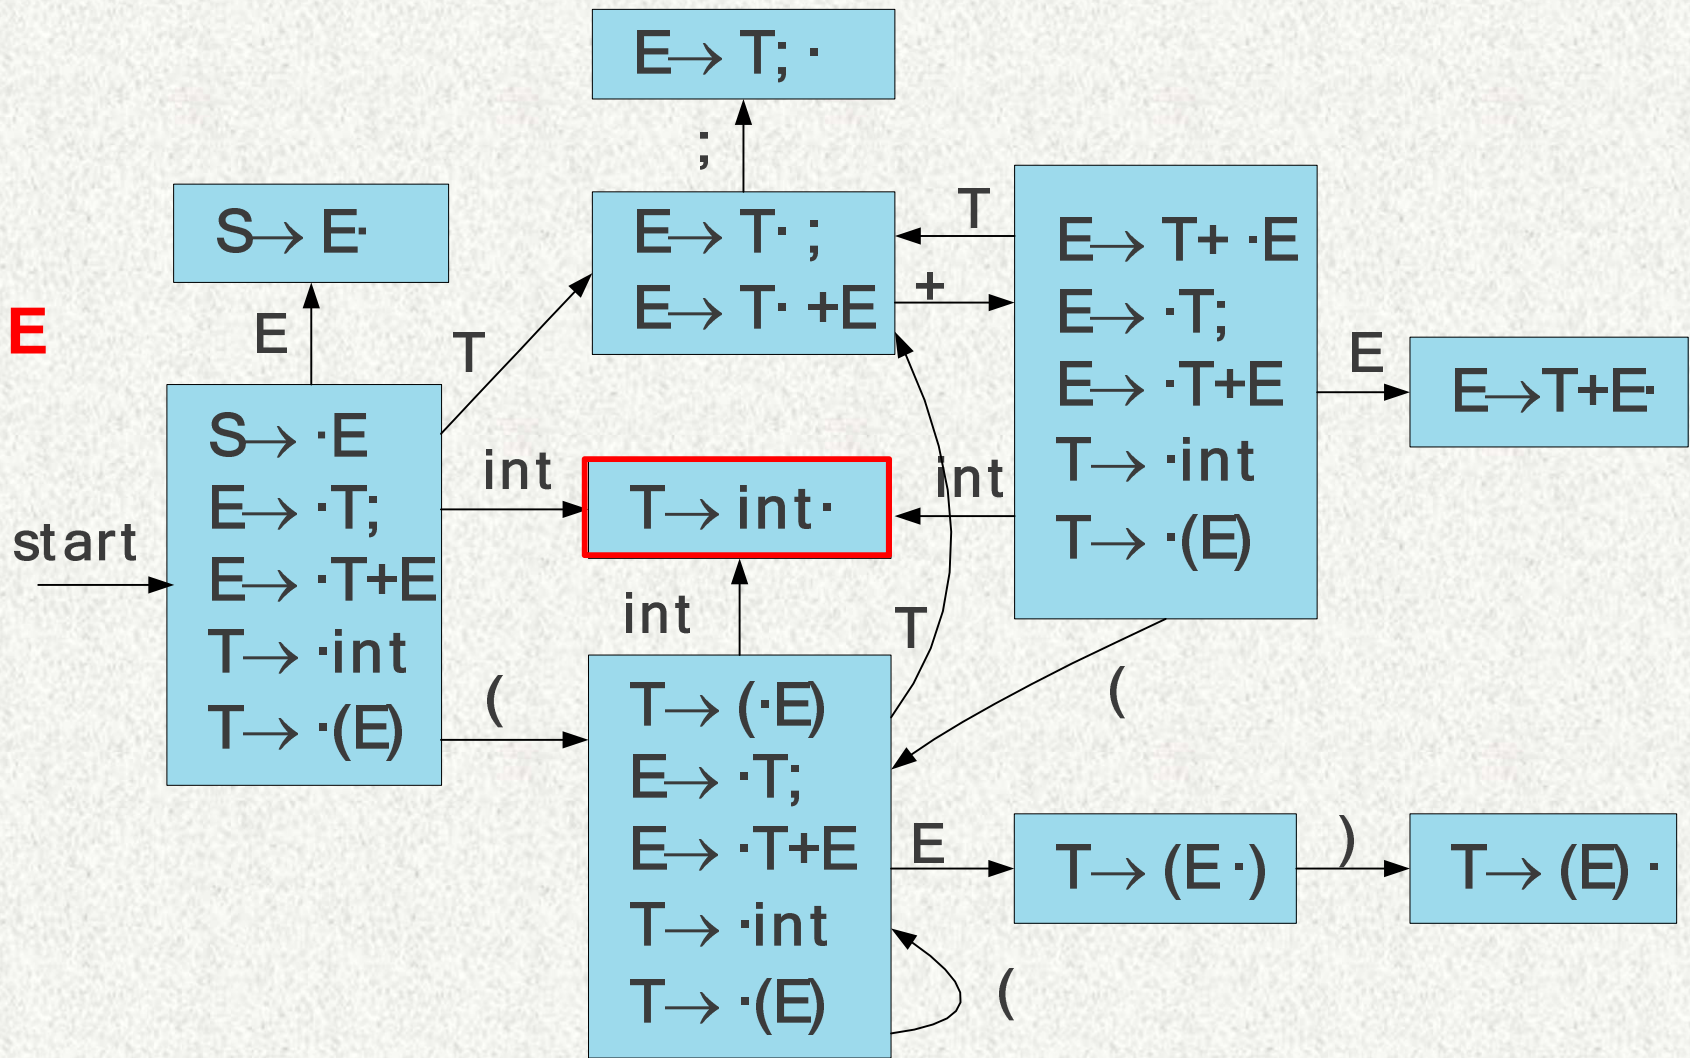 E→ T; ·
;
S→ E·
E→ T· ;
E→ T· +E
T
+
E→ T+ ·E
E→ ·T;
E→ ·T+E
T→ ·int
T→ ·(E)
E
E
T
E
E→T+E·
S→ ·E
E→ ·T;
E→ ·T+E
T→ ·int
T→ ·(E)
start
int
T→ int·
int
int
T
(
(
T→ (·E)
E→ ·T;
E→ ·T+E
T→ ·int
T→ ·(E)
E
T→ (E ·)
)
T→ (E) ·
(